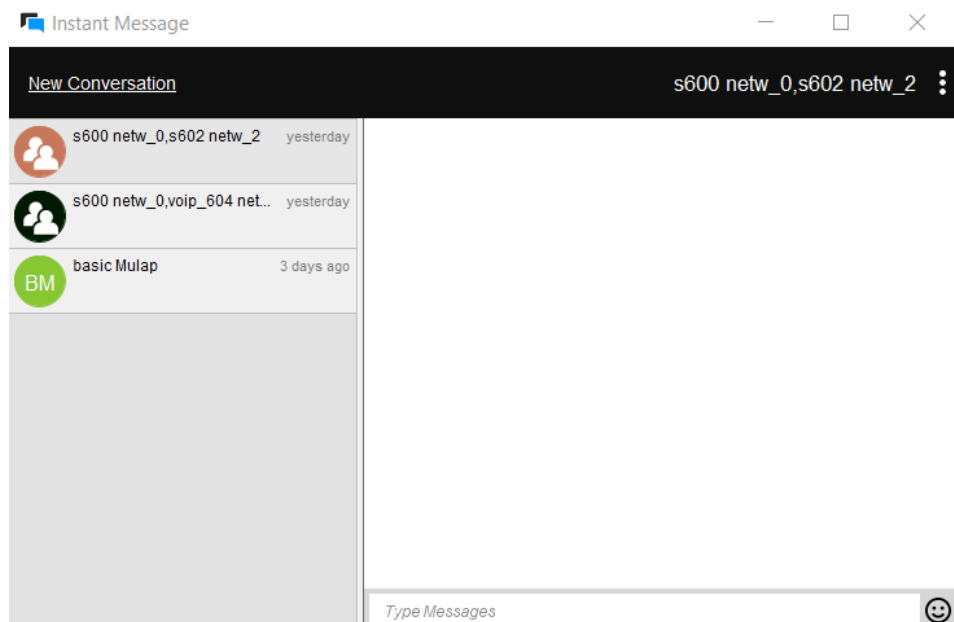 Instant Message
New Conversation
s600 netw_0,s602 netw_2
s600 netw_0,s602 netw_2 yesterday
s600 netw_0,voip_604 net... yesterday
BM basic Mulap 3 days ago
Type Messages